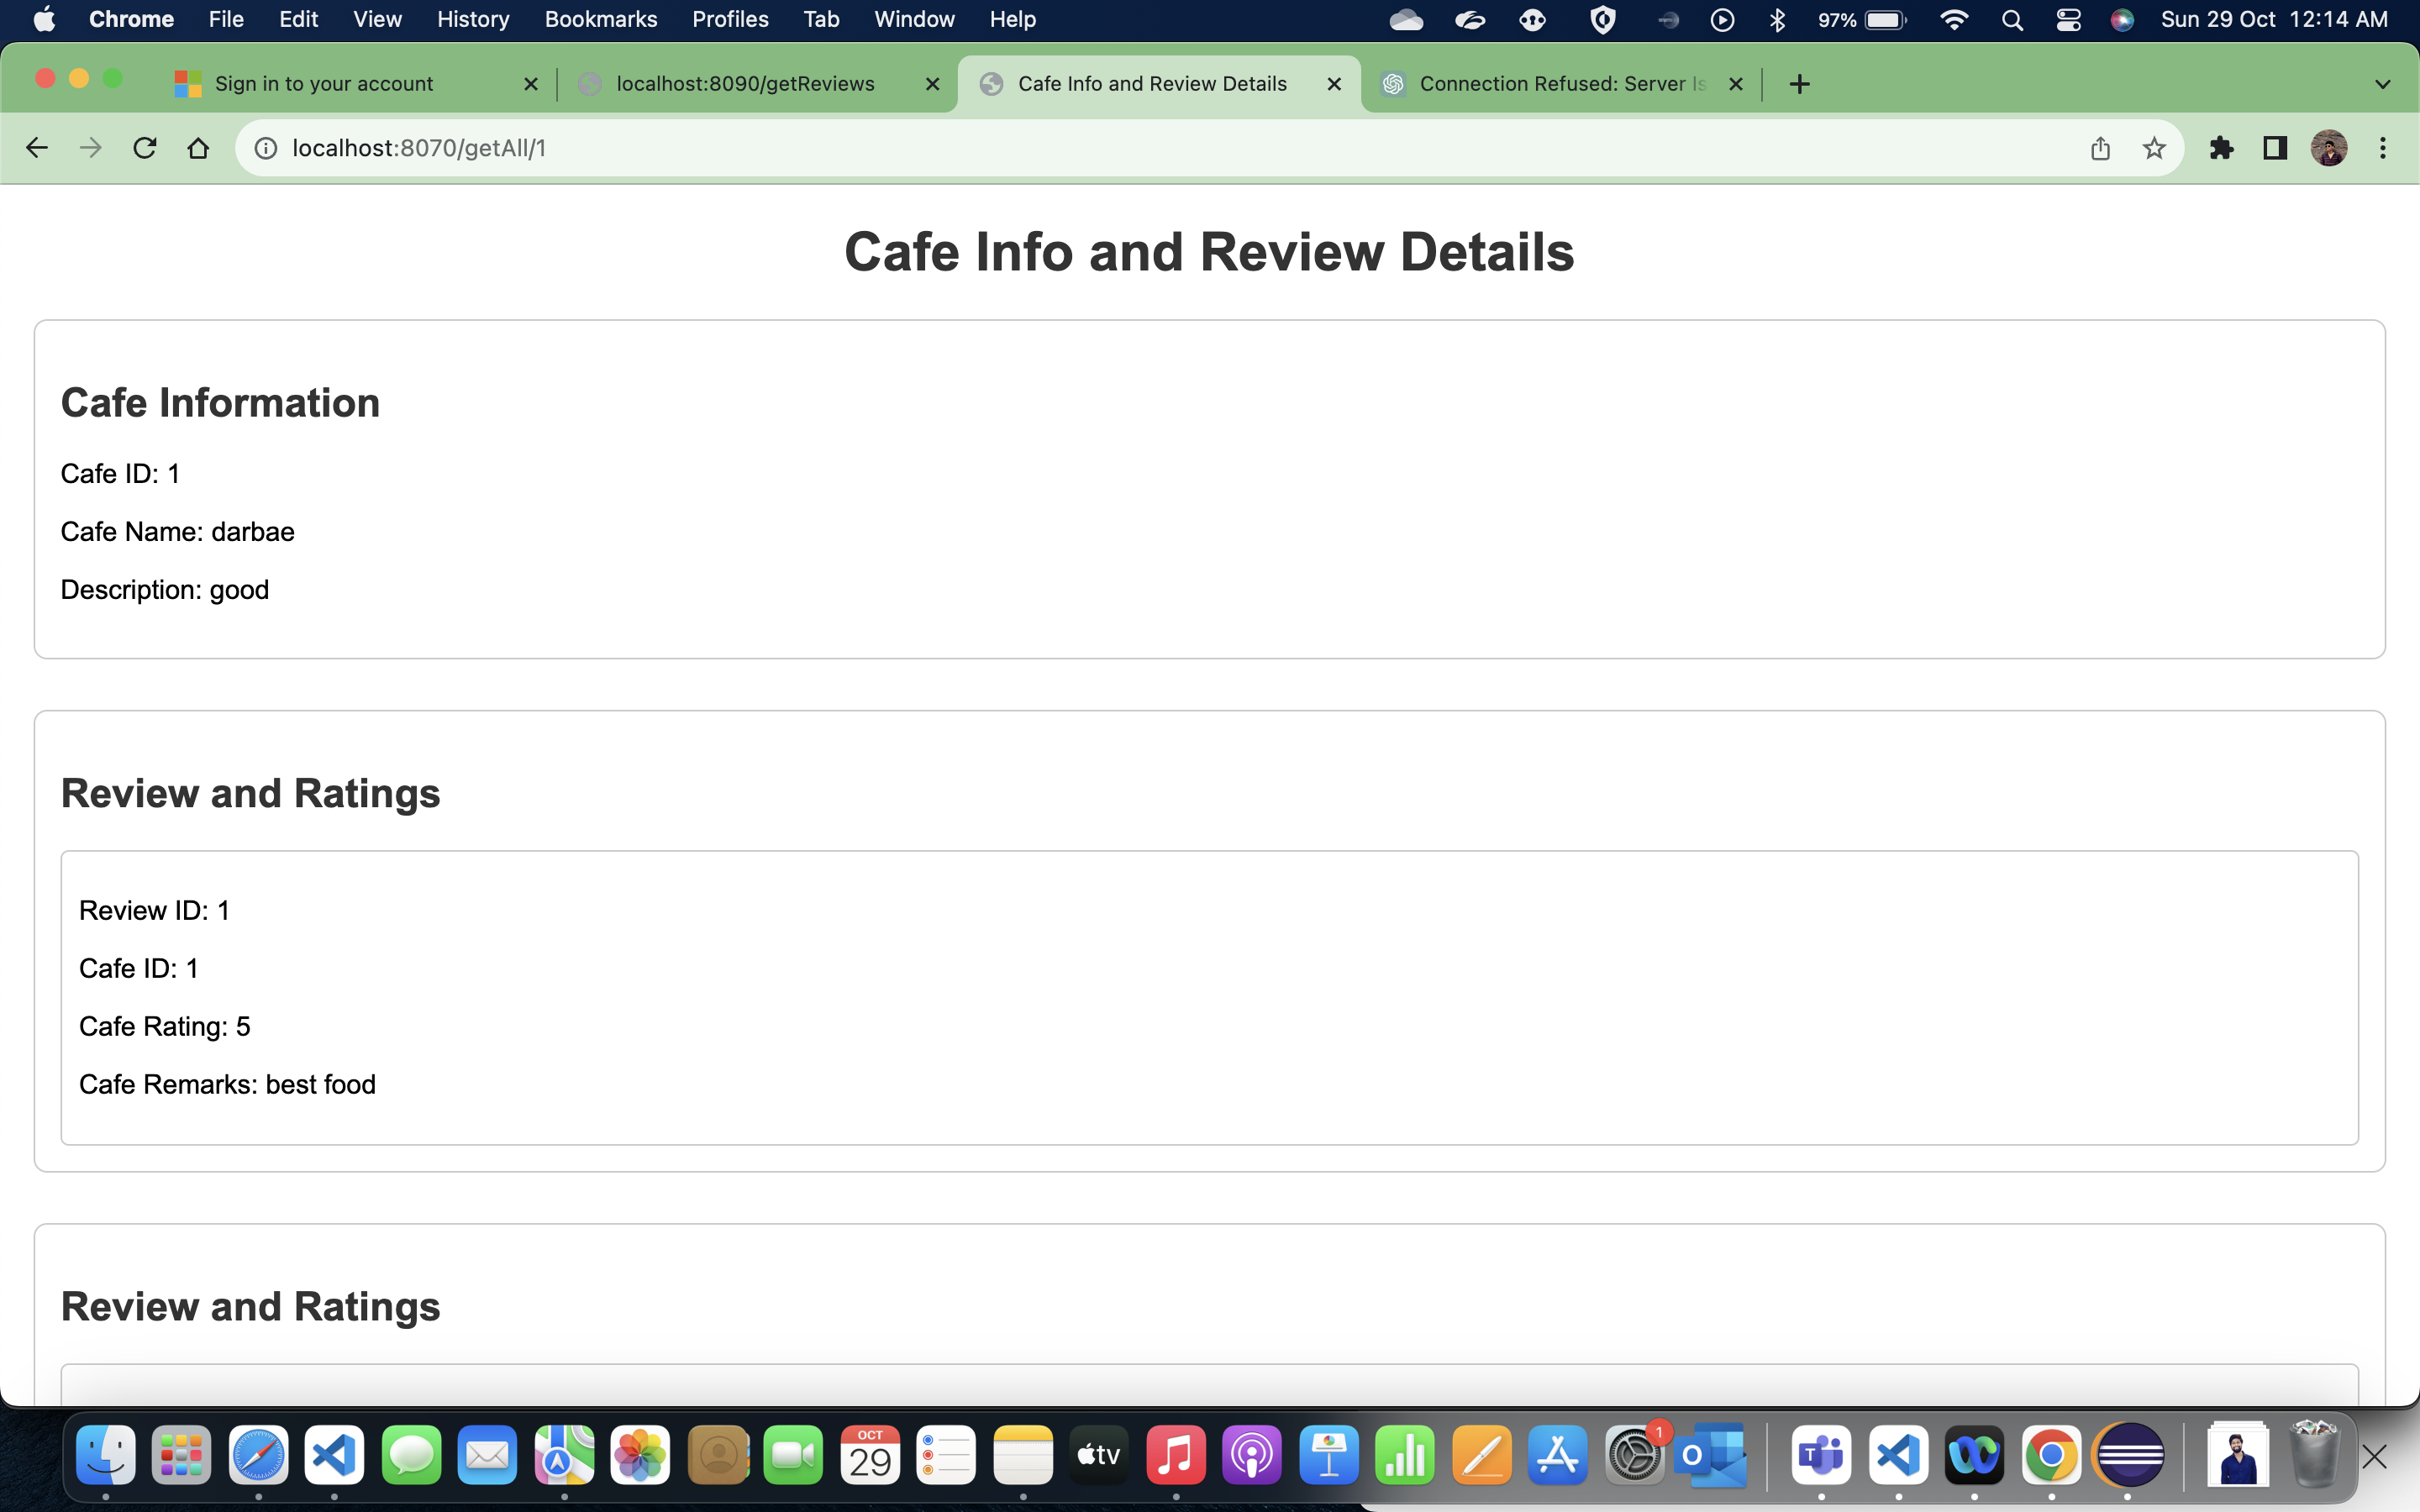 Chrome File Edit View History Bookmarks Profiles Tab Window Help 97% Sun 29 Oct 12:14 AM
Sign in to your account localhost:8090/getReviews Cafe Info and Review Details Connection Refused: Server Is
localhost:8070/getAll/1
Cafe Info and Review Details
Cafe Information
Cafe ID: 1
Cafe Name: darbae
Description: good
Review and Ratings
Review ID: 1
Cafe ID: 1
Cafe Rating: 5
Cafe Remarks: best food
Review and Ratings
OCT
29
tv
1
O
T